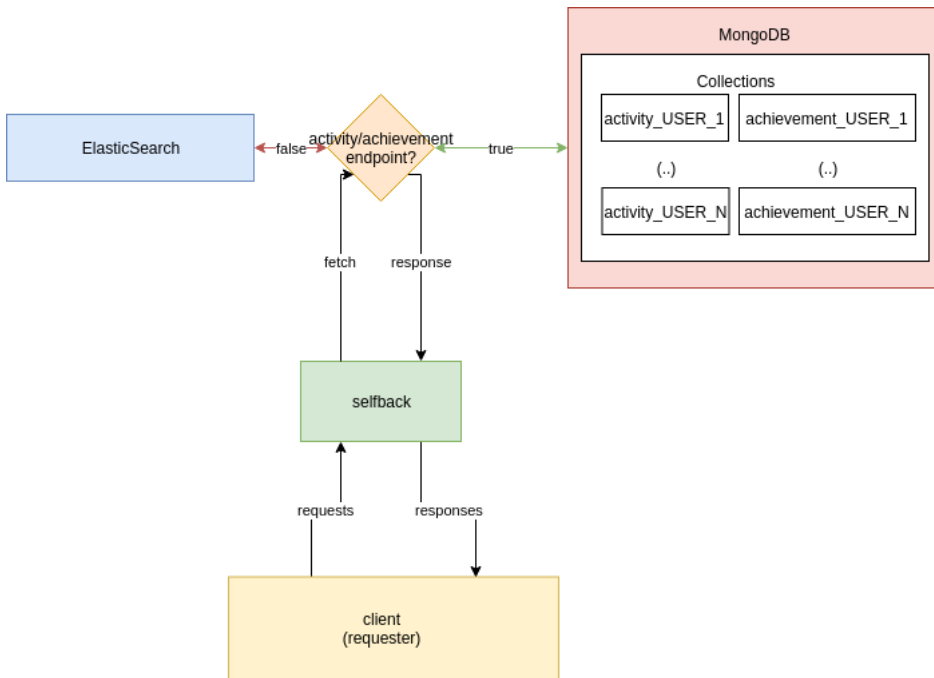 MongoDB
Collections
activity_USER_1
achievement_USER_1
(..)
(..)
activity_USER_N
achievement_USER_N
ElasticSearch
false
activity/achievement
endpoint?
true
fetch
response
selfback
requests
responses
client
(requester)